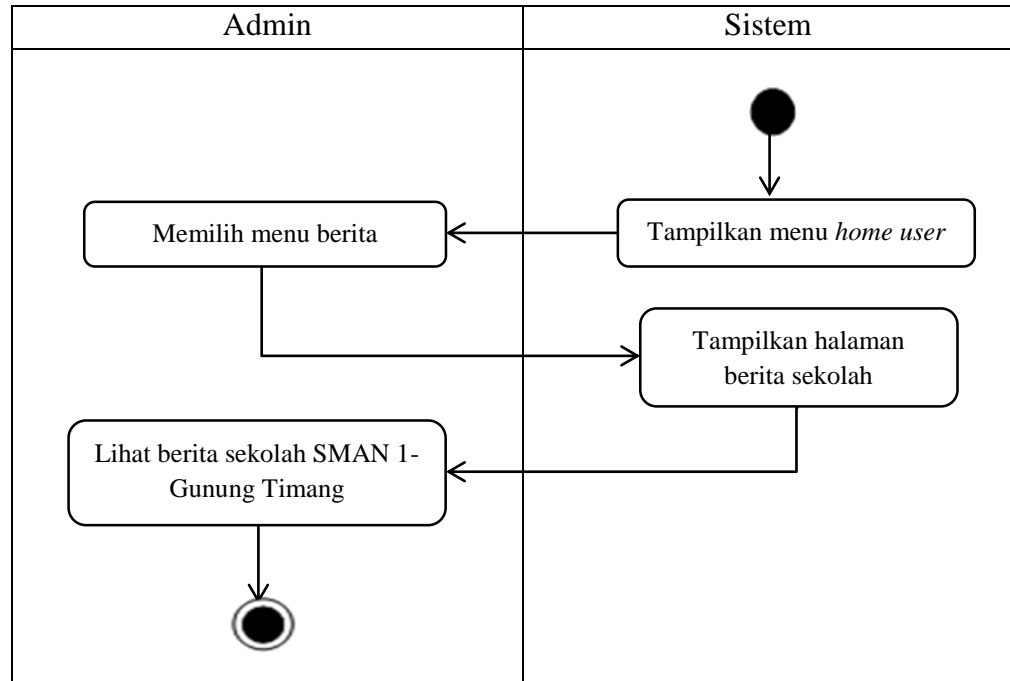 Admin
Sistem
Tampilkan menu home user
Memilih menu berita
Tampilkan halaman
berita sekolah
Lihat berita sekolah SMAN 1-
Gunung Timang